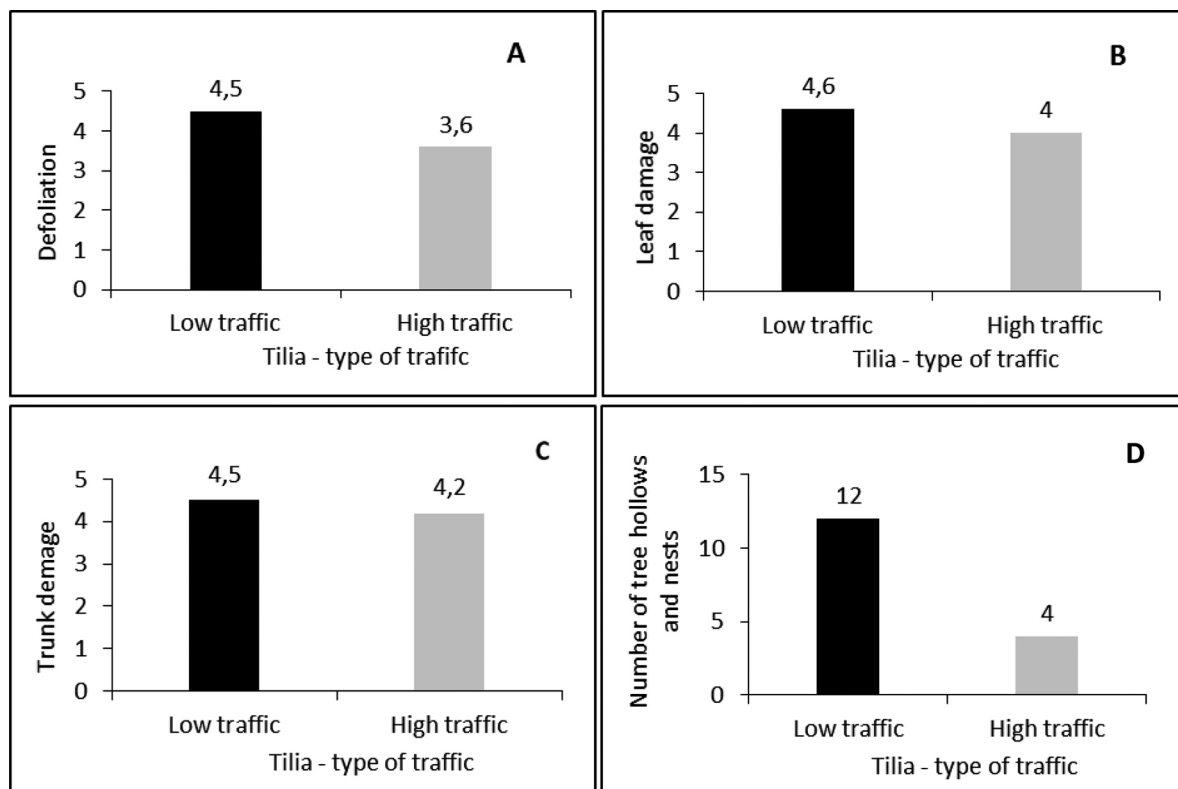 A
Defoliation
5
4
3
2
1
0
4,5
3,6
Low traffic
High traffic
Tilia - type of trafifc
B
Leaf damage
5
4
3
2
1
0
4,6
4
Low traffic
High traffic
Tilia - type of traffic
C
Trunk demage
5
4
3
2
1
0
4,5
4,2
Low traffic
High traffic
Tilia - type of traffic
D
Number of tree hollows
and nests
15
10
5
0
12
4
Low traffic
High traffic
Tilia - type of traffic